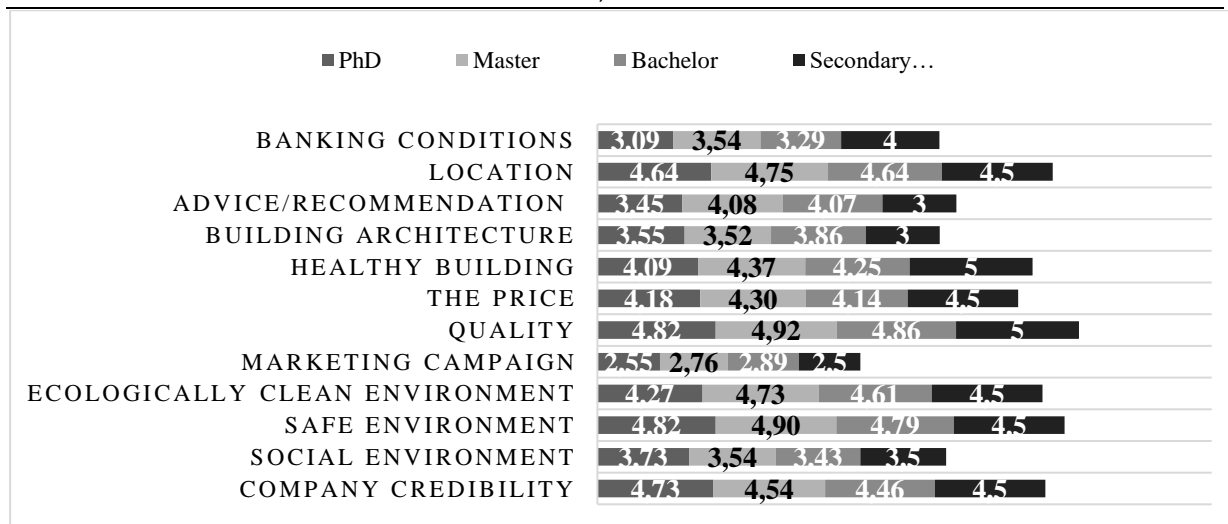 PhD Master Bachelor Secondary…
BANKING CONDITIONS 3.09 3,54 3.29 4
LOCATION 4.64 4,75 4.64 4.5
ADVICE/RECOMMENDATION 3.45 4,08 4.07 3
BUILDING ARCHITECTURE 3.55 3,52 3.86 3
HEALTHY BUILDING 4.09 4,37 4.25 5
THE PRICE 4.18 4,30 4.14 4.5
QUALITY 4.82 4,92 4.86 5
MARKETING CAMPAIGN 2.55 2,76 2.89 2.5
ECOLOGICALLY CLEAN ENVIRONMENT 4.27 4,73 4.61 4.5
SAFE ENVIRONMENT 4.82 4,90 4.79 4.5
SOCIAL ENVIRONMENT 3.73 3,54 3.43 3.5
COMPANY CREDIBILITY 4.73 4,54 4.46 4.5